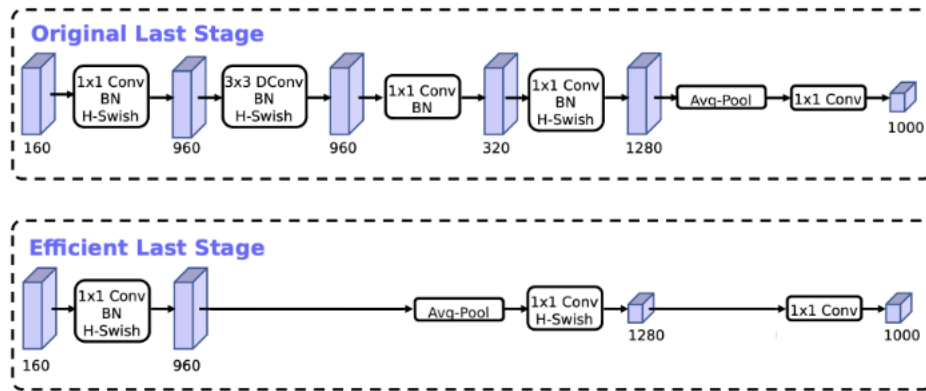 Original Last Stage
1x1 Conv
BN
H-Swish
3x3 DConv
BN
H-Swish
1x1 Conv
BN
1x1 Conv
BN
H-Swish
Avg-Pool
1x1 Conv
160
960
960
320
1280
1000
Efficient Last Stage
1x1 Conv
BN
H-Swish
Avg-Pool
1x1 Conv
H-Swish
1x1 Conv
160
960
1280
1000